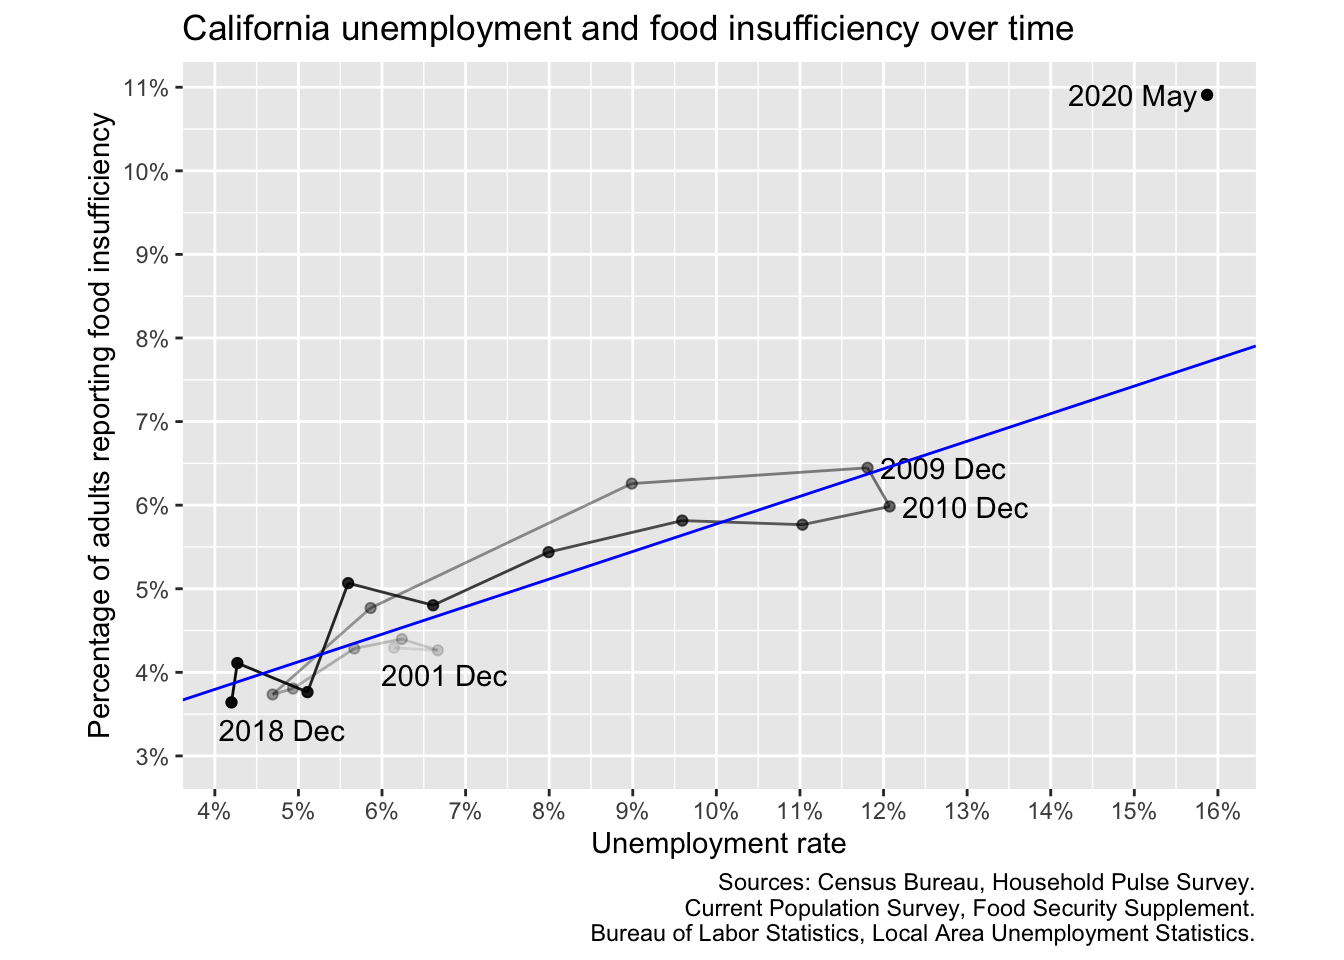 California unemployment and food insufficiency over time
Percentage of adults reporting food insufficiency
11%
10%
9%
8%
7%
6%
5%
4%
3%
2020 May
2009 Dec
2010 Dec
2001 Dec
2018 Dec
4% 5% 6% 7% 8% 9% 10% 11% 12% 13% 14% 15% 16%
Unemployment rate
Sources: Census Bureau, Household Pulse Survey.
Current Population Survey, Food Security Supplement.
Bureau of Labor Statistics, Local Area Unemployment Statistics.